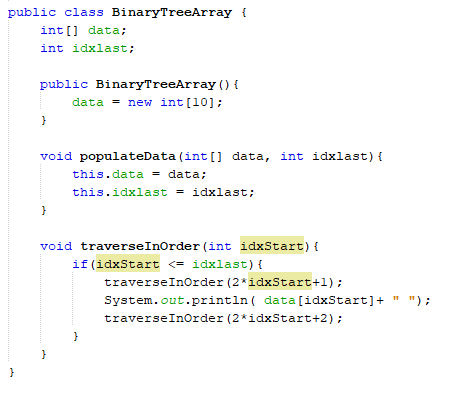 public class BinaryTreeArray {
    int[] data;
    int idxlast;

    public BinaryTreeArray(){
        data = new int[10];
    }

    void populateData(int[] data, int idxlast){
        this.data = data;
        this.idxlast = idxlast;
    }

    void traverseInOrder(int idxStart){
        if(idxStart <= idxlast){
            traverseInOrder(2*idxStart+1);
            System.out.println( data[idxStart]+ " ");
            traverseInOrder(2*idxStart+2);
        }
    }
}